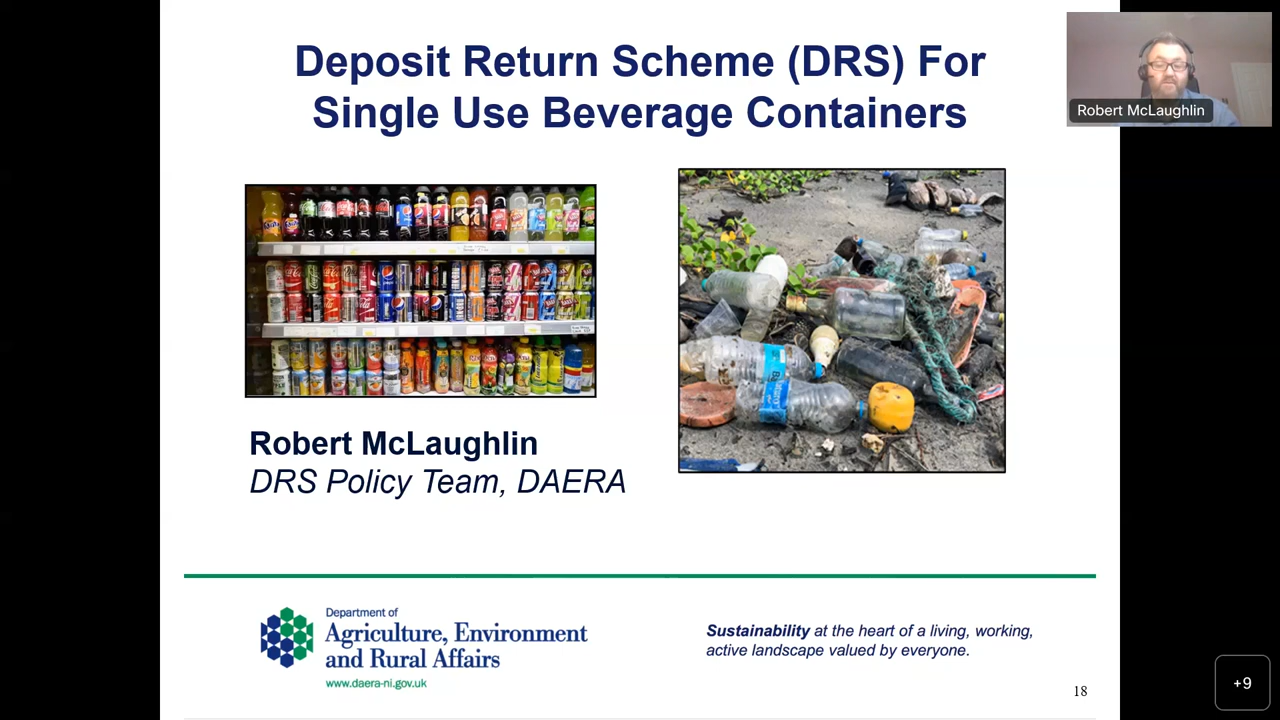 Deposit Return Scheme (DRS) For
Single Use Beverage Containers
Robert McLaughlin
Robert McLaughlin
DRS Policy Team, DAERA
Department of
Agriculture, Environment
and Rural Affairs
www.daera-ni.gov.uk
Sustainability at the heart of a living, working,
active landscape valued by everyone.
18
+9